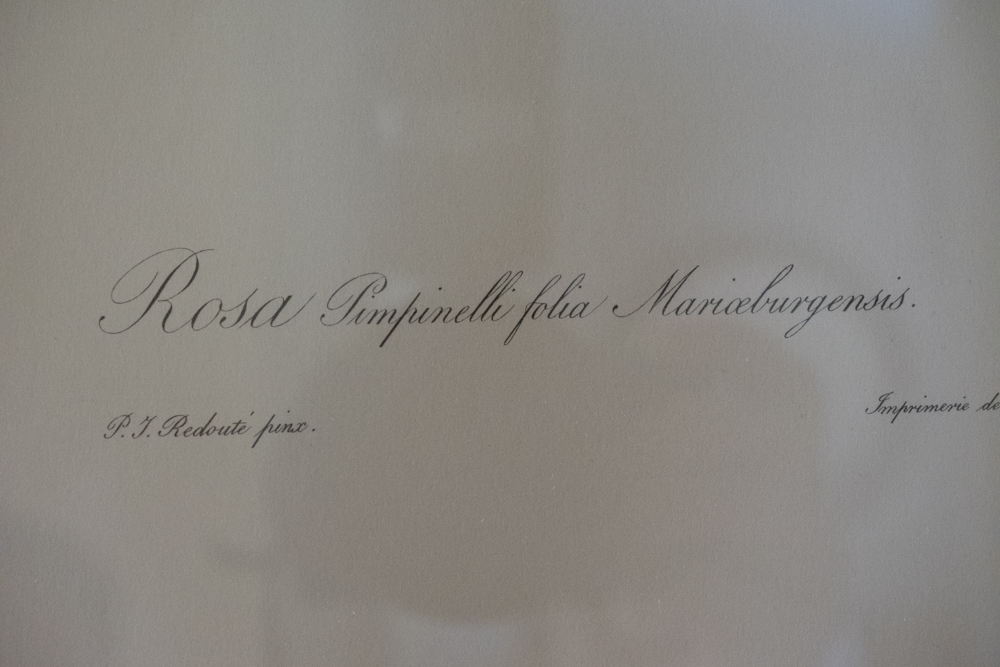 Rosa Pimpinelli folia Mariæburgensis.
P. J. Redouté pinx.
Imprimerie de